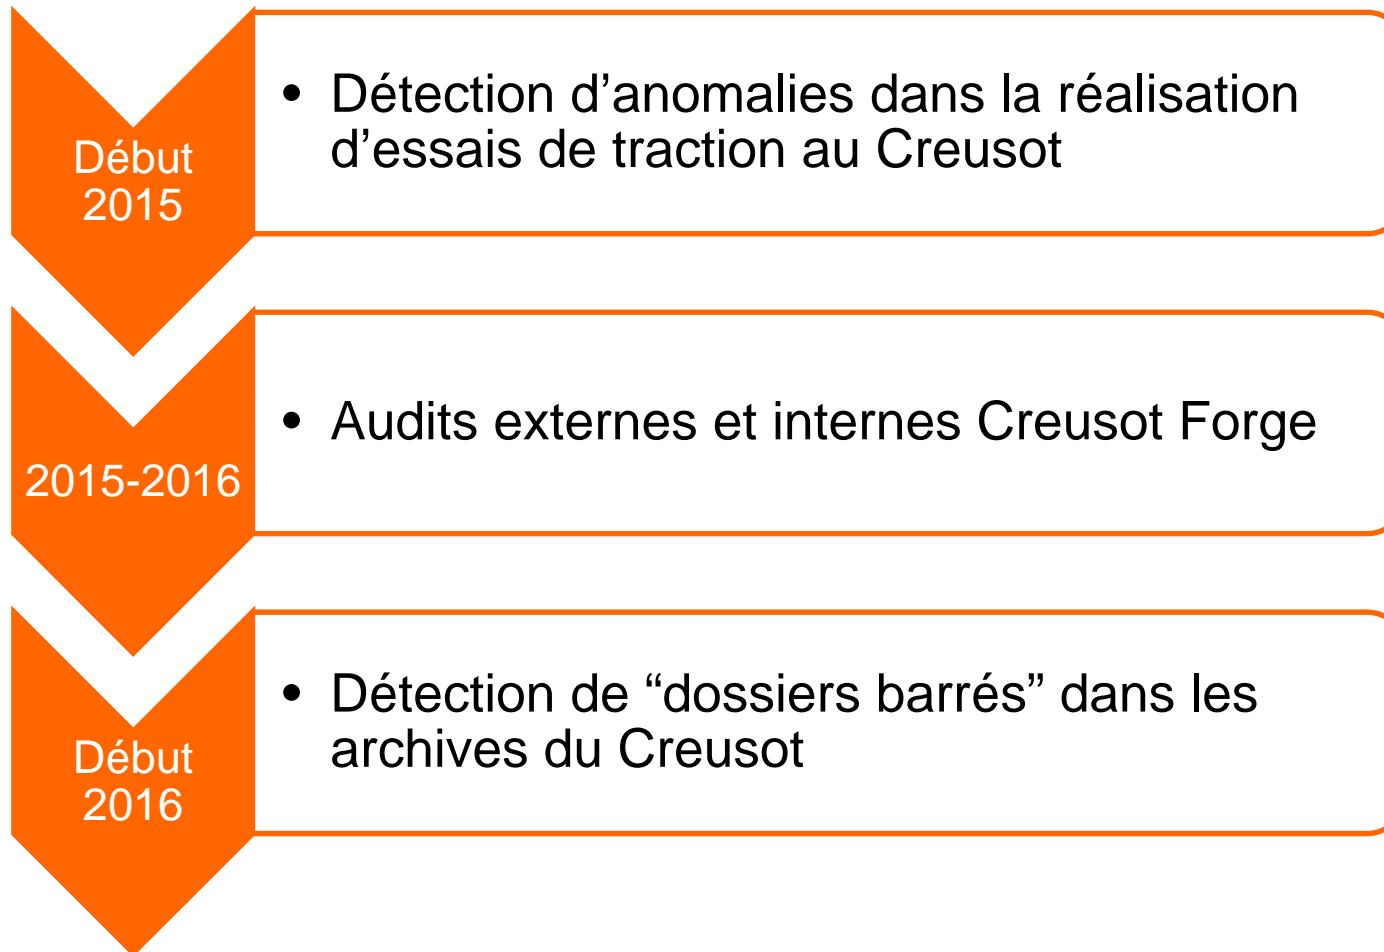 Début
2015
• Détection d’anomalies dans la réalisation
d’essais de traction au Creusot
2015-2016
• Audits externes et internes Creusot Forge
Début
2016
• Détection de “dossiers barrés” dans les
archives du Creusot